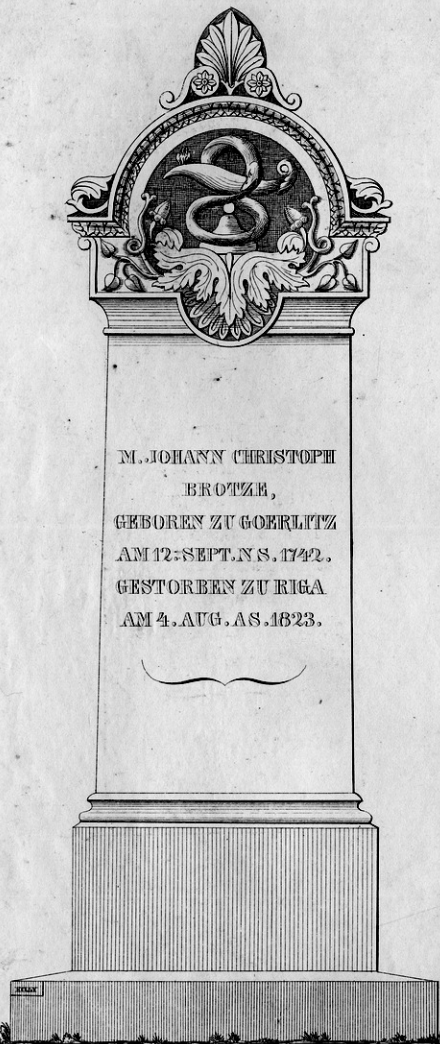 M. JOHANN CHRISTOPH
BROTZE,
GEBOREN ZU GOERLITZ
AM 12. SEPT. N S. 1742.
GESTORBEN ZU RIGA
AM 4. AUG. A S. 1823.